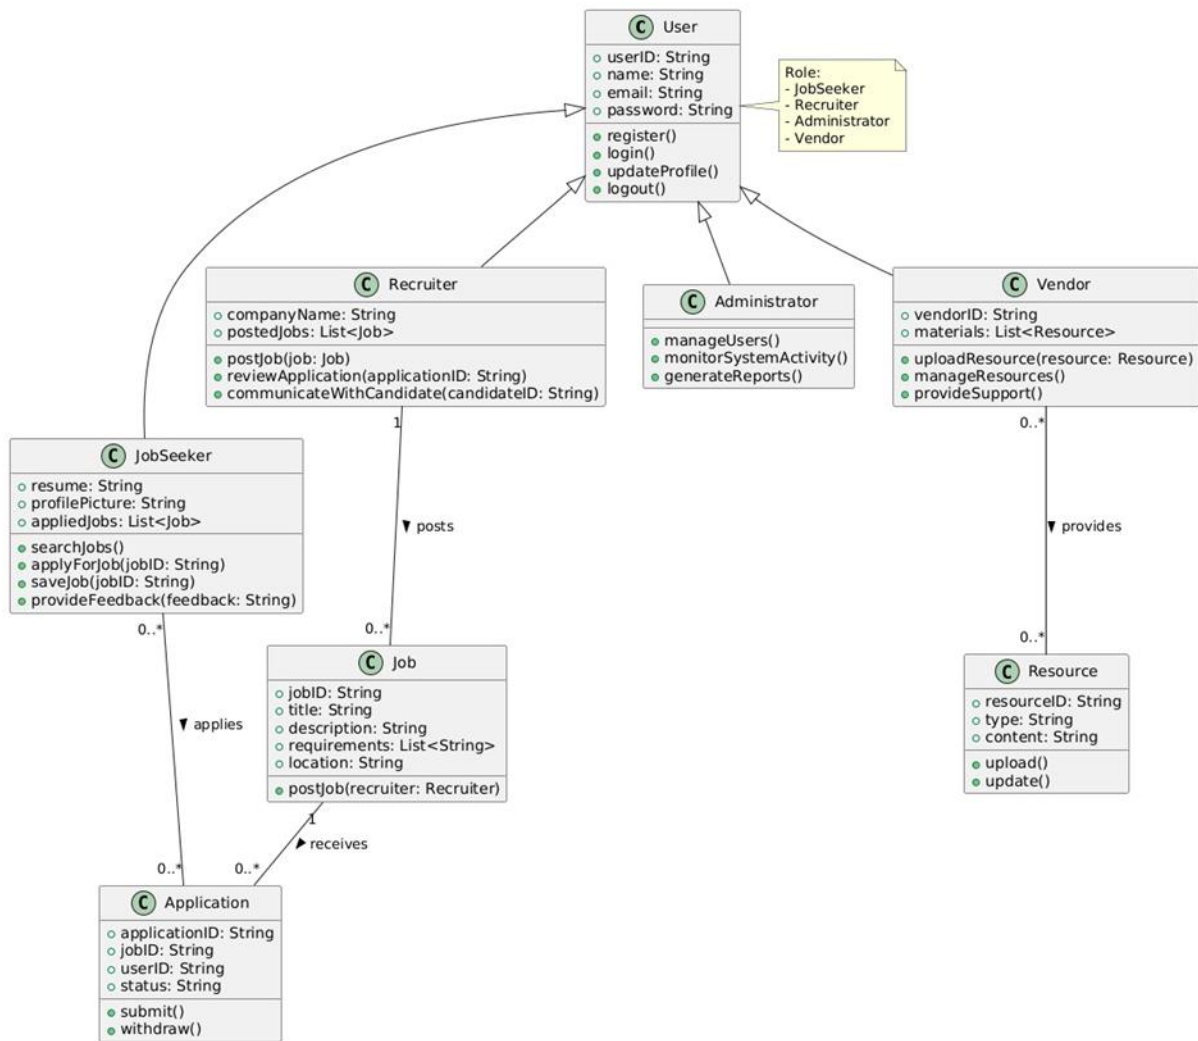 C User
+ userID: String
+ name: String
+ email: String
+ password: String
+ register()
+ login()
+ updateProfile()
+ logout()
Role:
- JobSeeker
- Recruiter
- Administrator
- Vendor
C Recruiter
+ companyName: String
+ postedJobs: List<Job>
+ postJob(job: Job)
+ reviewApplication(applicationID: String)
+ communicateWithCandidate(candidateID: String)
C Administrator
+ manageUsers()
+ monitorSystemActivity()
+ generateReports()
C Vendor
+ vendorID: String
+ materials: List<Resource>
+ uploadResource(resource: Resource)
+ manageResources()
+ provideSupport()
1
0..*
C JobSeeker
+ resume: String
+ profilePicture: String
+ appliedJobs: List<Job>
+ searchJobs()
+ applyForJob(jobID: String)
+ saveJob(jobID: String)
+ provideFeedback(feedback: String)
posts
provides
0..*
0..*
0..*
C Job
+ jobID: String
+ title: String
+ description: String
+ requirements: List<String>
+ location: String
+ postJob(recruiter: Recruiter)
C Resource
+ resourceID: String
+ type: String
+ content: String
+ upload()
+ update()
applies
1
receives
0..*
0..*
C Application
+ applicationID: String
+ jobID: String
+ userID: String
+ status: String
+ submit()
+ withdraw()